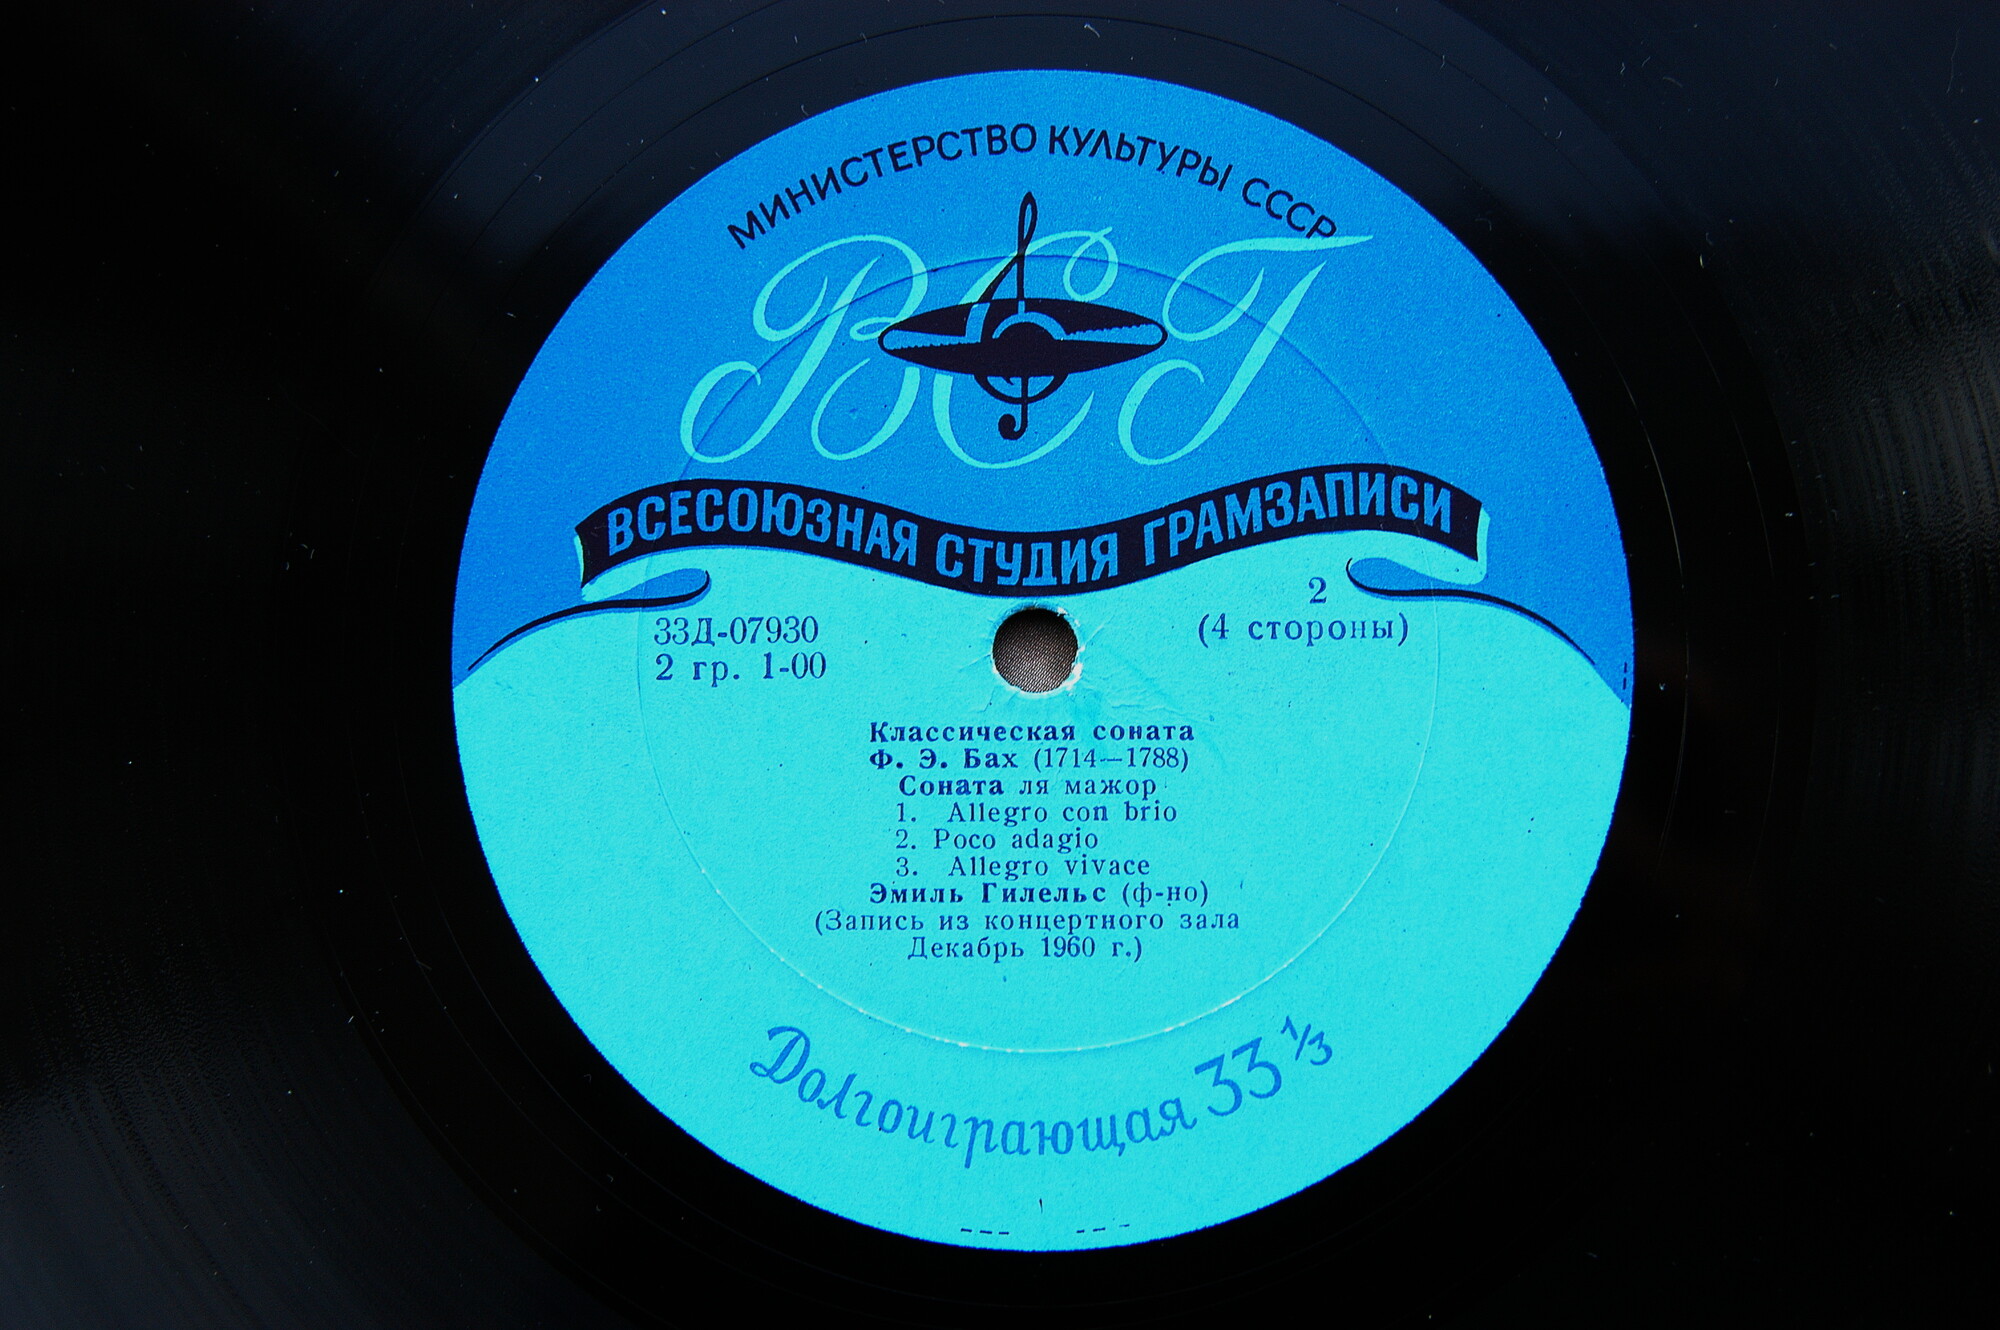 МИНИСТЕРСТВО КУЛЬТУРЫ СССР
ВСГ
ВСЕСОЮЗНАЯ СТУДИЯ ГРАМЗАПИСИ
33Д-07930
2 гр. 1-00
2
(4 стороны)
Классическая соната
Ф. Э. Бах (1714—1788)
Соната ля мажор
1. Allegro con brio
2. Poco adagio
3. Allegro vivace
Эмиль Гилельс (ф-но)
(Запись из концертного зала
Декабрь 1960 г.)
Долгоиграющая 33 1/3